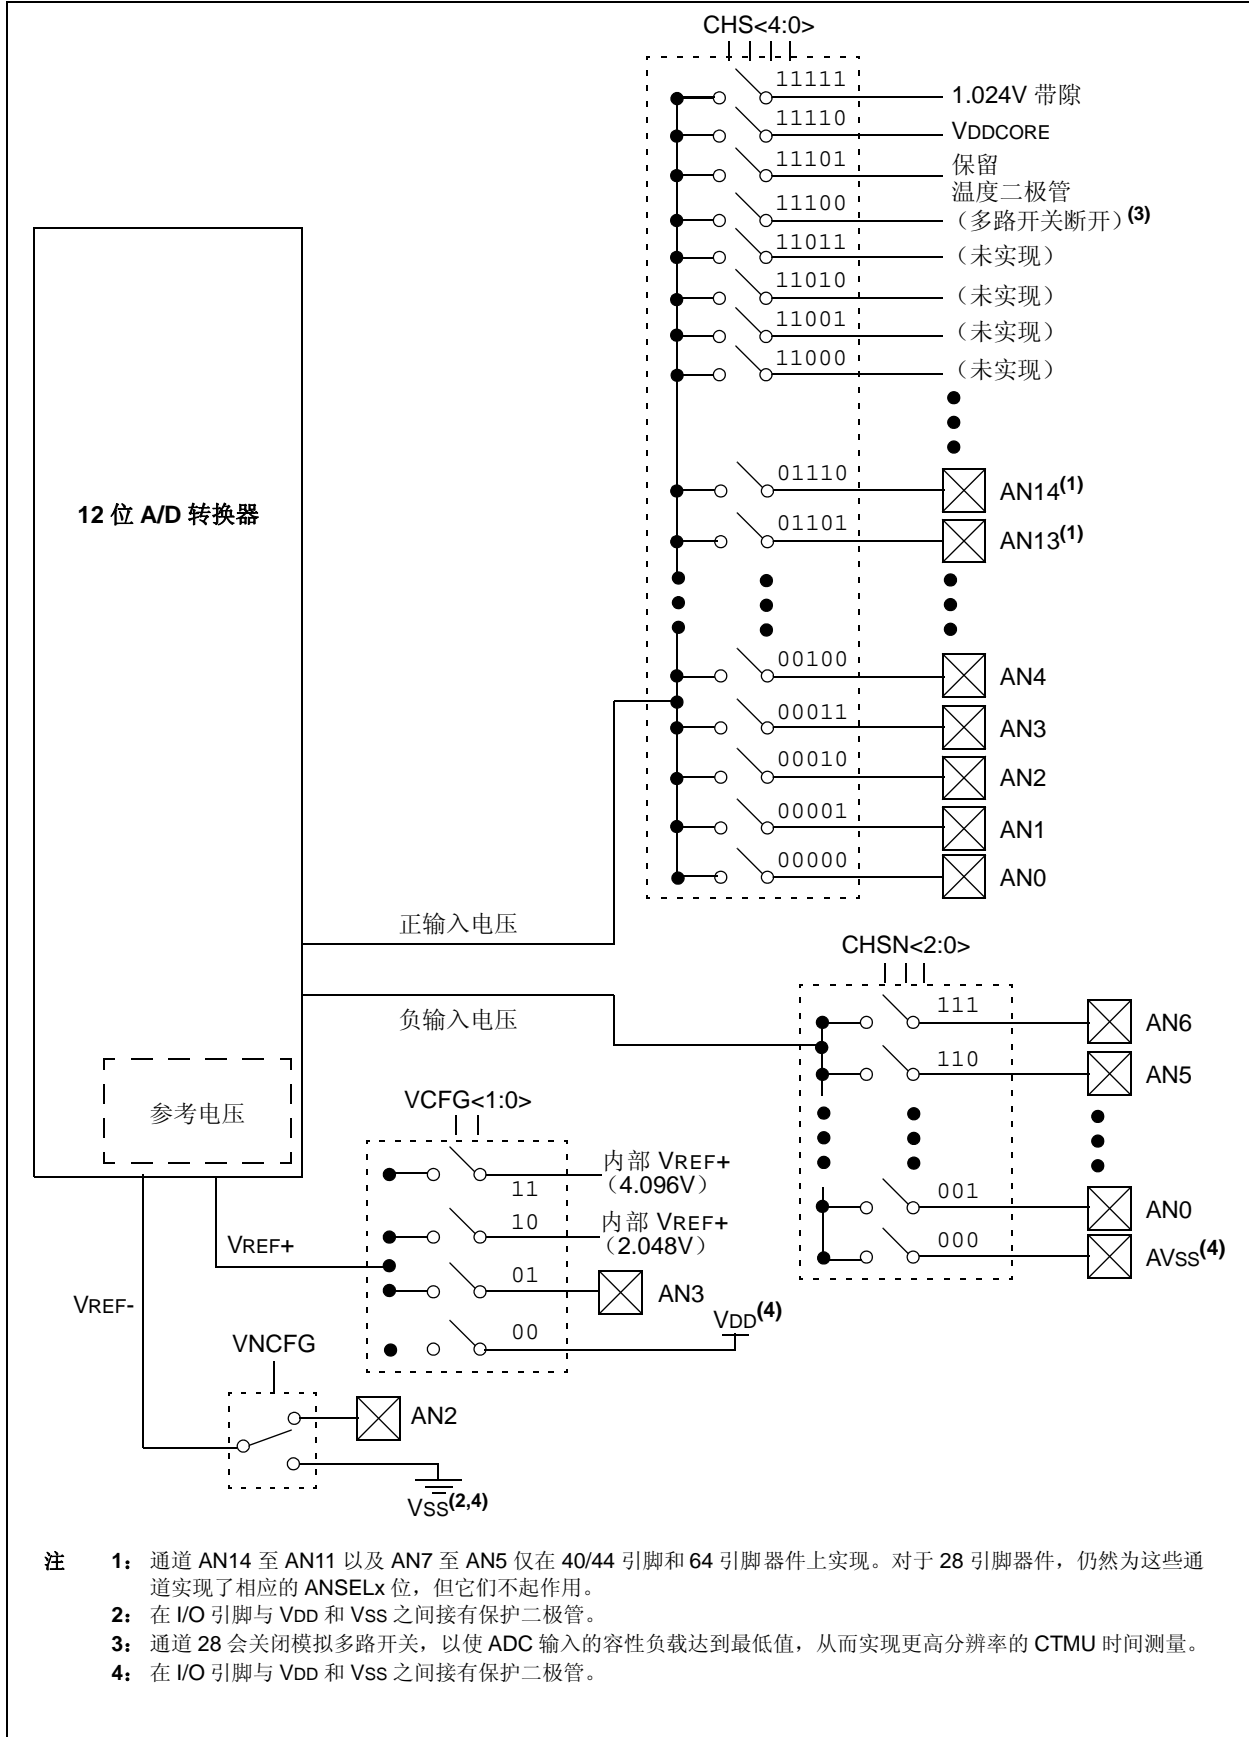 CHS<4:0>
11111
1.024V 带隙
11110
VDDCORE
11101
保留
温度二极管
11100
（多路开关断开）(3)
11011
（未实现）
11010
（未实现）
11001
（未实现）
11000
（未实现）
01110
AN14(1)
12 位 A/D 转换器
01101
AN13(1)
00100
AN4
00011
AN3
00010
AN2
00001
AN1
00000
AN0
正输入电压
CHSN<2:0>
负输入电压
111
AN6
110
AN5
参考电压
VCFG<1:0>
内部 VREF+
（4.096V）
11
10
内部 VREF+
（2.048V）
001
AN0
000
AVSS(4)
VREF+
01
AN3
VREF-
VDD(4)
00
VNCFG
AN2
VSS(2,4)
注 1： 通道 AN14 至 AN11 以及 AN7 至 AN5 仅在 40/44 引脚和 64 引脚器件上实现。对于 28 引脚器件，仍然为这些通
道实现了相应的 ANSELx 位，但它们不起作用。
2： 在 I/O 引脚与 VDD 和 VSS 之间接有保护二极管。
3： 通道 28 会关闭模拟多路开关，以使 ADC 输入的容性负载达到最低值，从而实现更高分辨率的 CTMU 时间测量。
4： 在 I/O 引脚与 VDD 和 VSS 之间接有保护二极管。